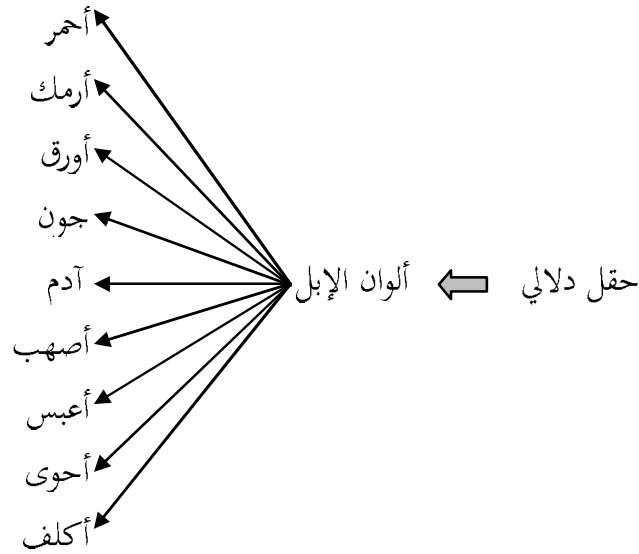 حقل دلالي
ألوان الإبل
أحمر
أرمك
أورق
جون
آدم
أصهب
أعبس
أحوى
أكلف